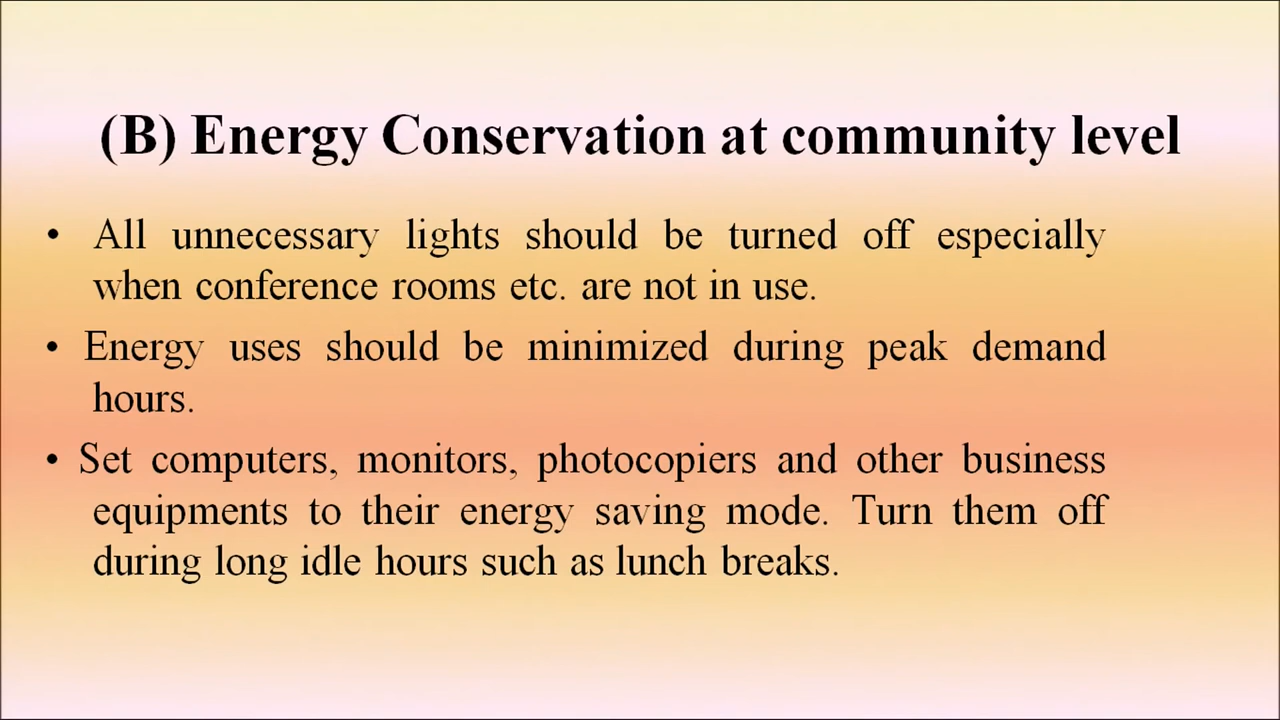 (B) Energy Conservation at community level
• All unnecessary lights should be turned off especially
when conference rooms etc. are not in use.
• Energy uses should be minimized during peak demand
hours.
• Set computers, monitors, photocopiers and other business
equipments to their energy saving mode. Turn them off
during long idle hours such as lunch breaks.